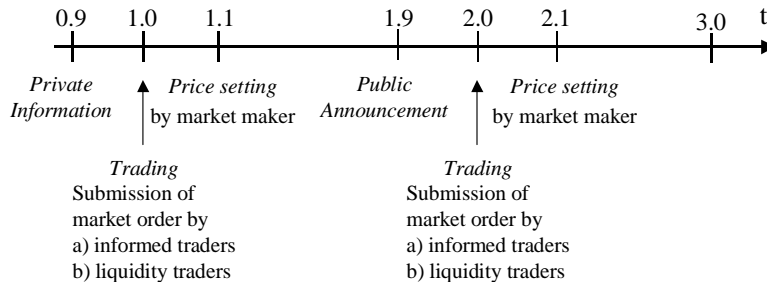 0.9 1.0 1.1 1.9 2.0 2.1 3.0 t
Private Information
Price setting by market maker
Public Announcement
Price setting by market maker
Trading
Submission of
market order by
a) informed traders
b) liquidity traders
Trading
Submission of
market order by
a) informed traders
b) liquidity traders